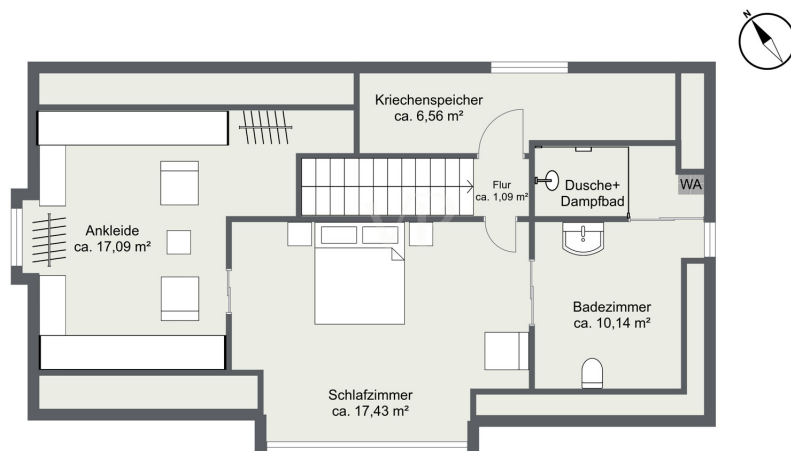 N
Kriechenspeicher
ca. 6,56 m²
Flur
ca. 1,09 m²
Dusche+
Dampfbad
WA
Ankleide
ca. 17,09 m²
Badezimmer
ca. 10,14 m²
Schlafzimmer
ca. 17,43 m²